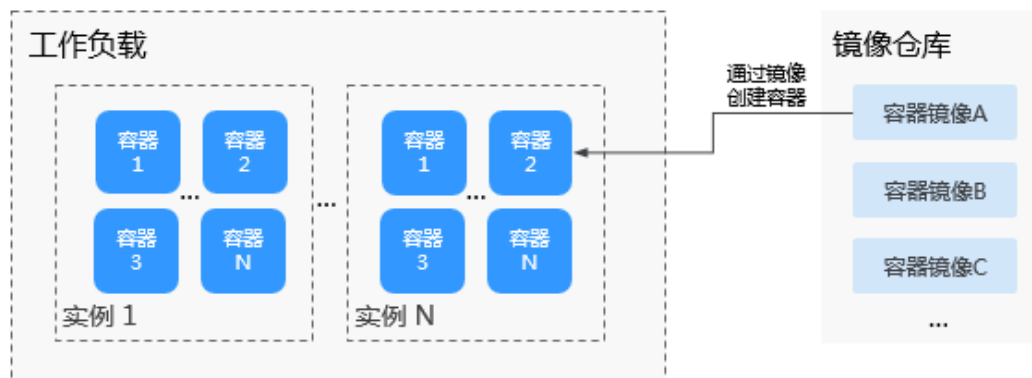 工作负载
容器
1
容器
2
...
容器
3
容器
N
实例 1
...
容器
1
容器
2
...
容器
3
容器
N
实例 N
通过镜像
创建容器
镜像仓库
容器镜像A
容器镜像B
容器镜像C
...